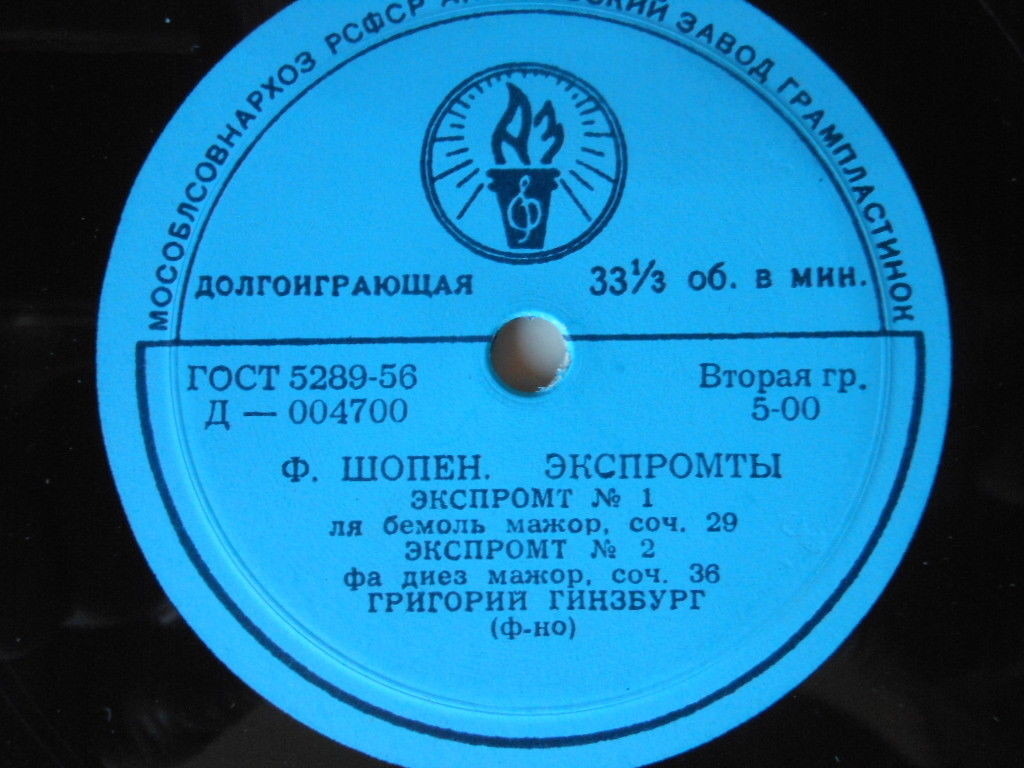 МОСОБЛСОВНАРХОЗ РСФСР ЗАВОД ГРАМПЛАСТИНОК
АЗ
ДОЛГОИГРАЮЩАЯ 33⅓ об. в мин.
ГОСТ 5289-56 Вторая гр.
Д — 004700 5-00
Ф. ШОПЕН. ЭКСПРОМТЫ
ЭКСПРОМТ № 1
ля бемоль мажор, соч. 29
ЭКСПРОМТ № 2
фа диез мажор, соч. 36
ГРИГОРИЙ ГИНЗБУРГ
(ф-но)